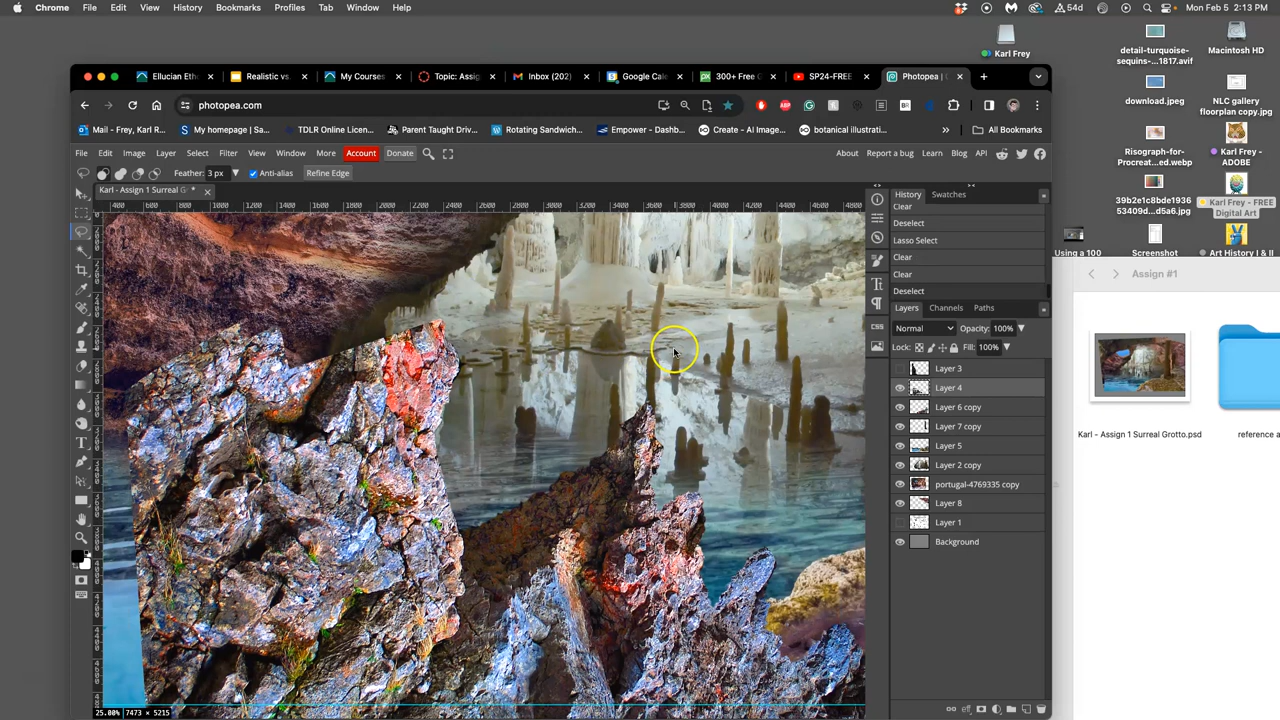 Chrome File Edit View History Bookmarks Profiles Tab Window Help 54d Mon Feb 5 2:13 PM
Karl Frey
Macintosh HD
detail-turquoise-sequins-...1817.avif
download.jpeg
NLC gallery floorplan copy.jpg
Risograph-for-Procreat...ed.webp
Karl Frey - ADOBE
39b2e1c8bde1936
53409d...d5a6.jpg
Karl Frey - FREE Digital Art
Using a 100
Screenshot
Art History I & II
Ellucian Eth Realistic vs. My Courses Topic: Assig Inbox (202) Google Cale 300+ Free G SP24-FREE Photopea |
photopea.com
Mail - Frey, Karl R... My homepage | Sa... TDLR Online Licen... Parent Taught Driv... Rotating Sandwich... Empower - Dashb... Create - AI Image... botanical illustrati... » All Bookmarks
File Edit Image Layer Select Filter View Window More Account Donate About Report a bug Learn Blog API
Feather: 3 px Anti-alias Refine Edge
Karl - Assign 1 Surreal G *
History Swatches
Clear
Deselect
Lasso Select
Clear
Clear
Deselect
Layers Channels Paths
Normal Opacity: 100%
Lock: Fill: 100%
CSS
Layer 3
Layer 4
Layer 6 copy
Layer 7 copy
Layer 5
Layer 2 copy
portugal-4769335 copy
Layer 8
Layer 1
Background
Assign #1
Karl - Assign 1 Surreal Grotto.psd
reference a
25.00% 7473 × 5215